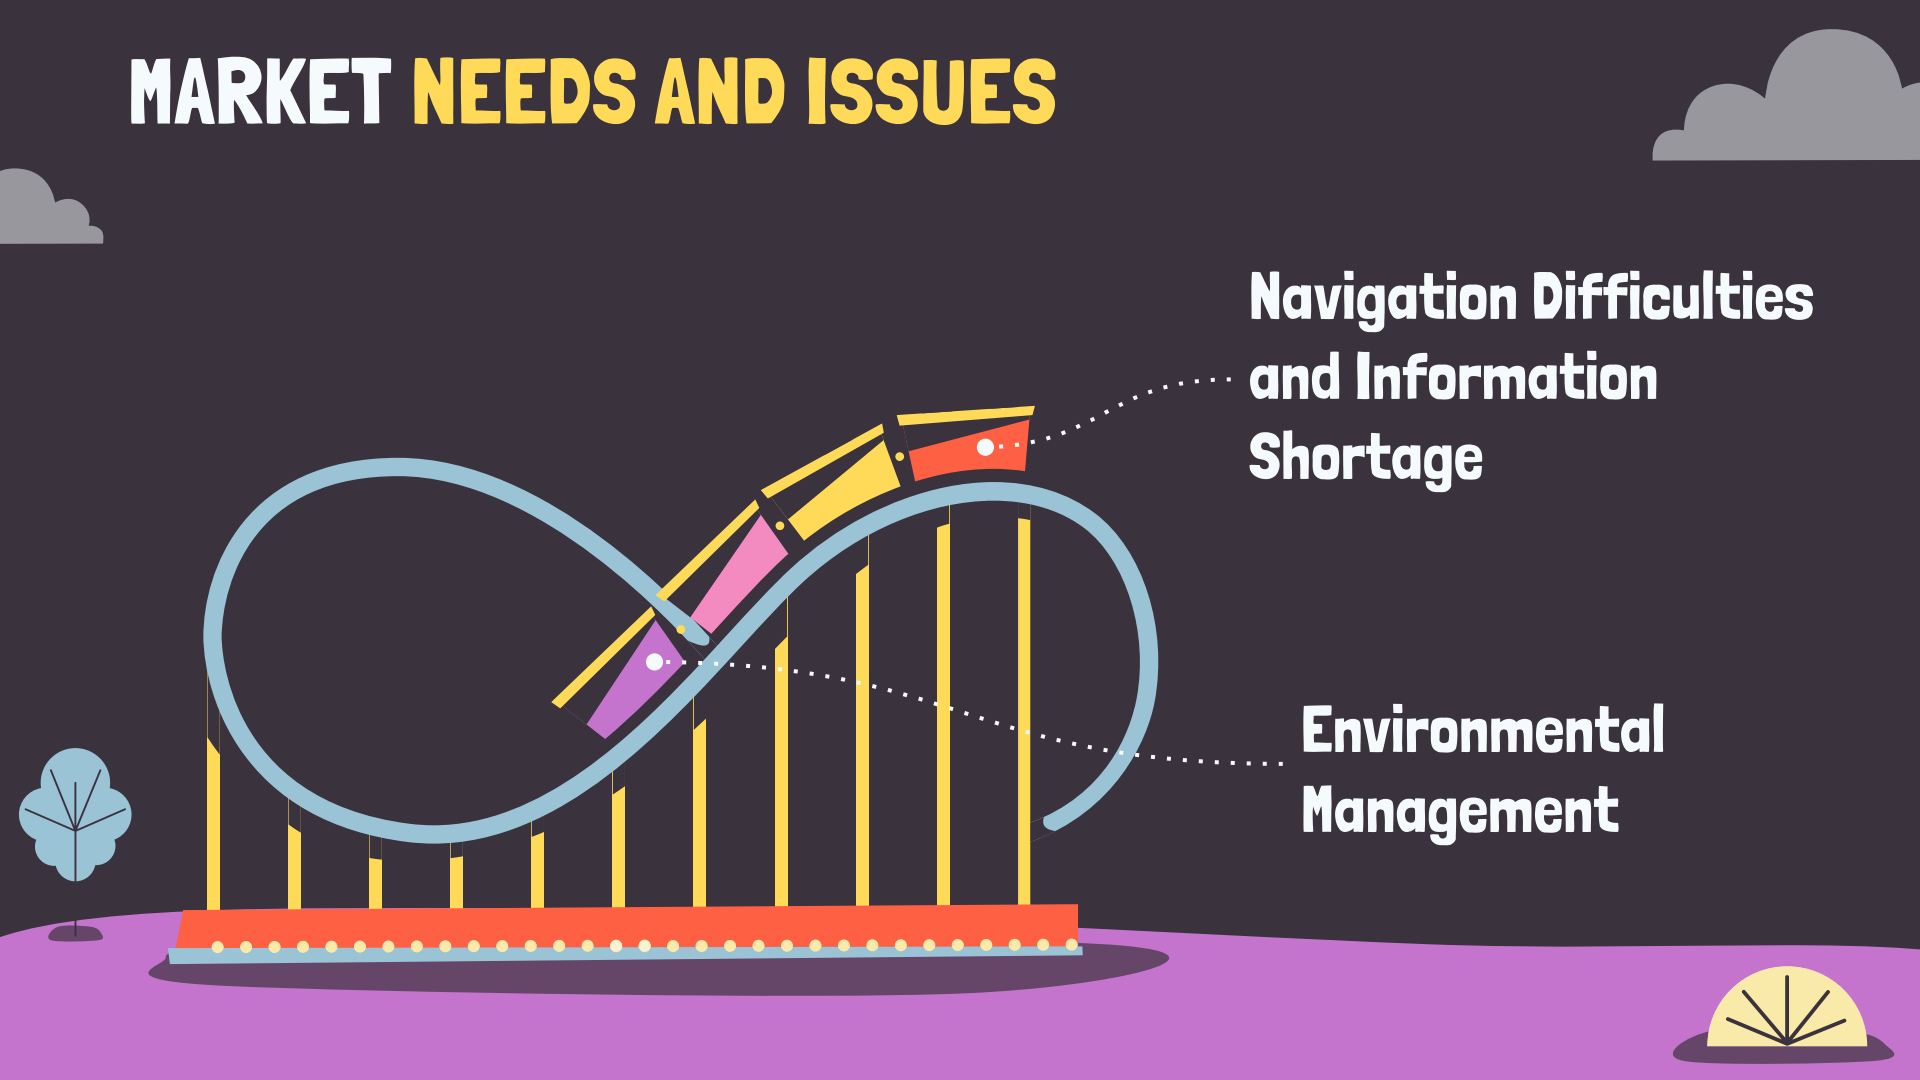 MARKET NEEDS AND ISSUES
Navigation Difficulties
and Information
Shortage
Environmental
Management